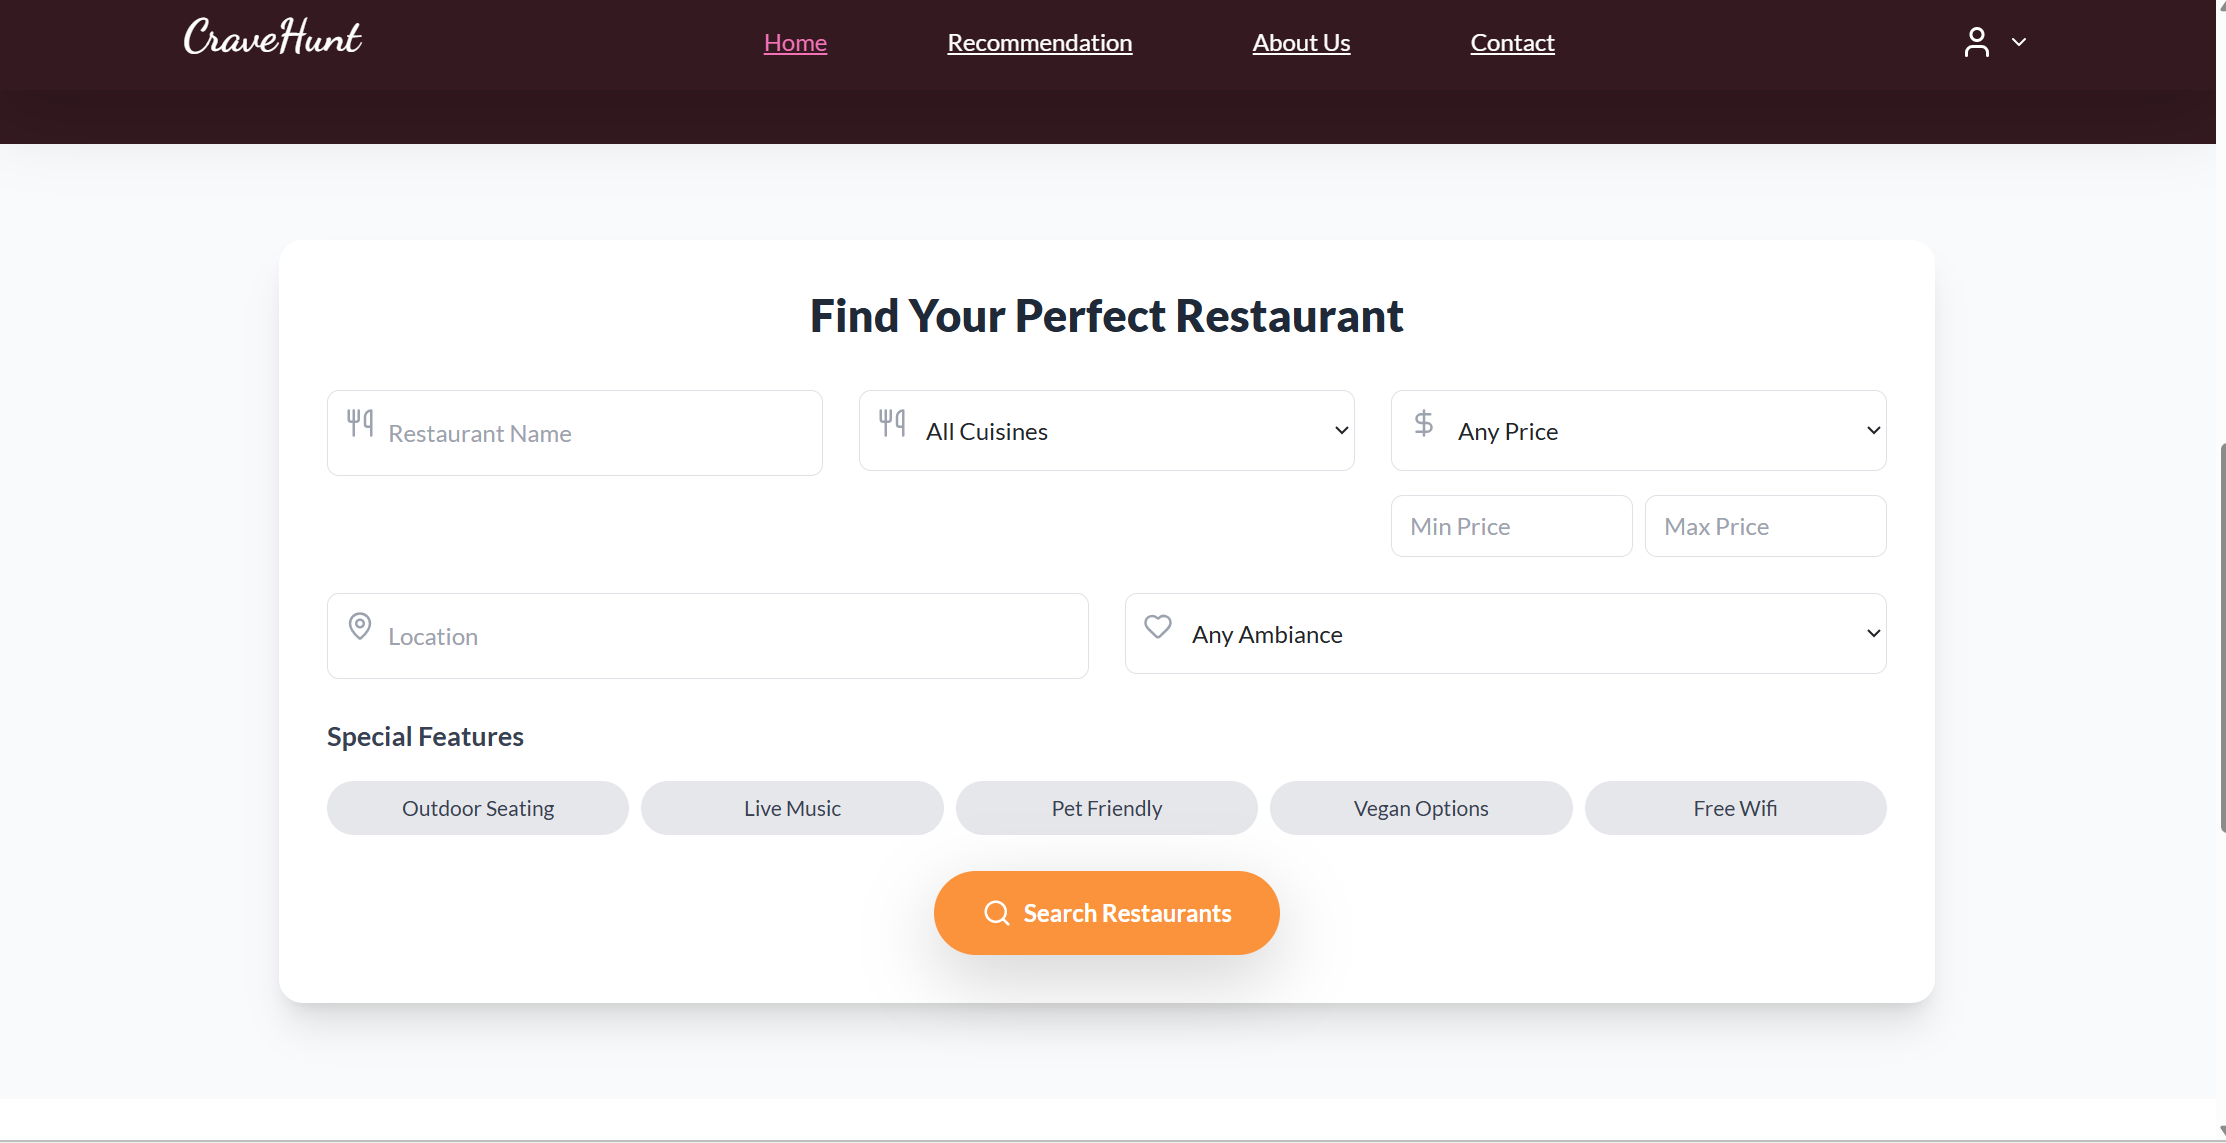 CraveHunt
Home
Recommendation
About Us
Contact
Find Your Perfect Restaurant
Restaurant Name
All Cuisines
Any Price
Min Price
Max Price
Location
Any Ambiance
Special Features
Outdoor Seating
Live Music
Pet Friendly
Vegan Options
Free Wifi
Search Restaurants